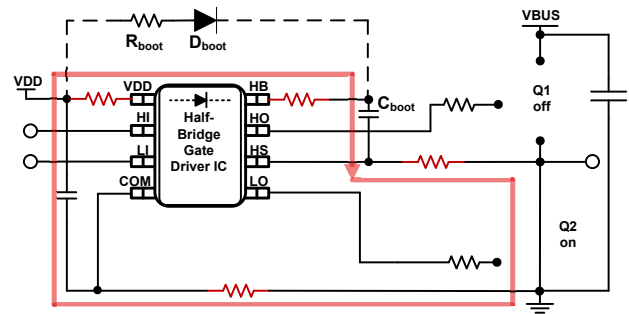 VBUS
Rboot
Dboot
VDD
VDD
HB
Q1
off
Cboot
HI
Half-
Bridge
Gate
Driver IC
HO
LI
HS
COM
LO
Q2
on